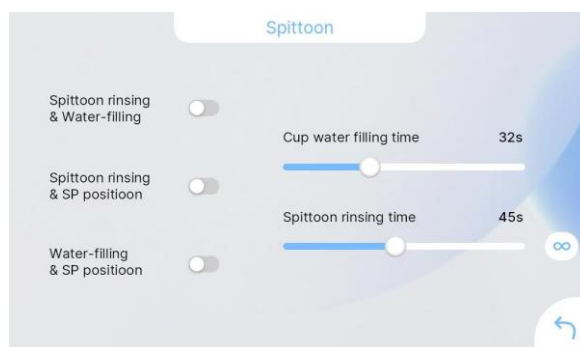 Spittoon
Spittoon rinsing
& Water-filling
Spittoon rinsing
& SP positioon
Water-filling
& SP positioon
Cup water filling time 32s
Spittoon rinsing time 45s
∞